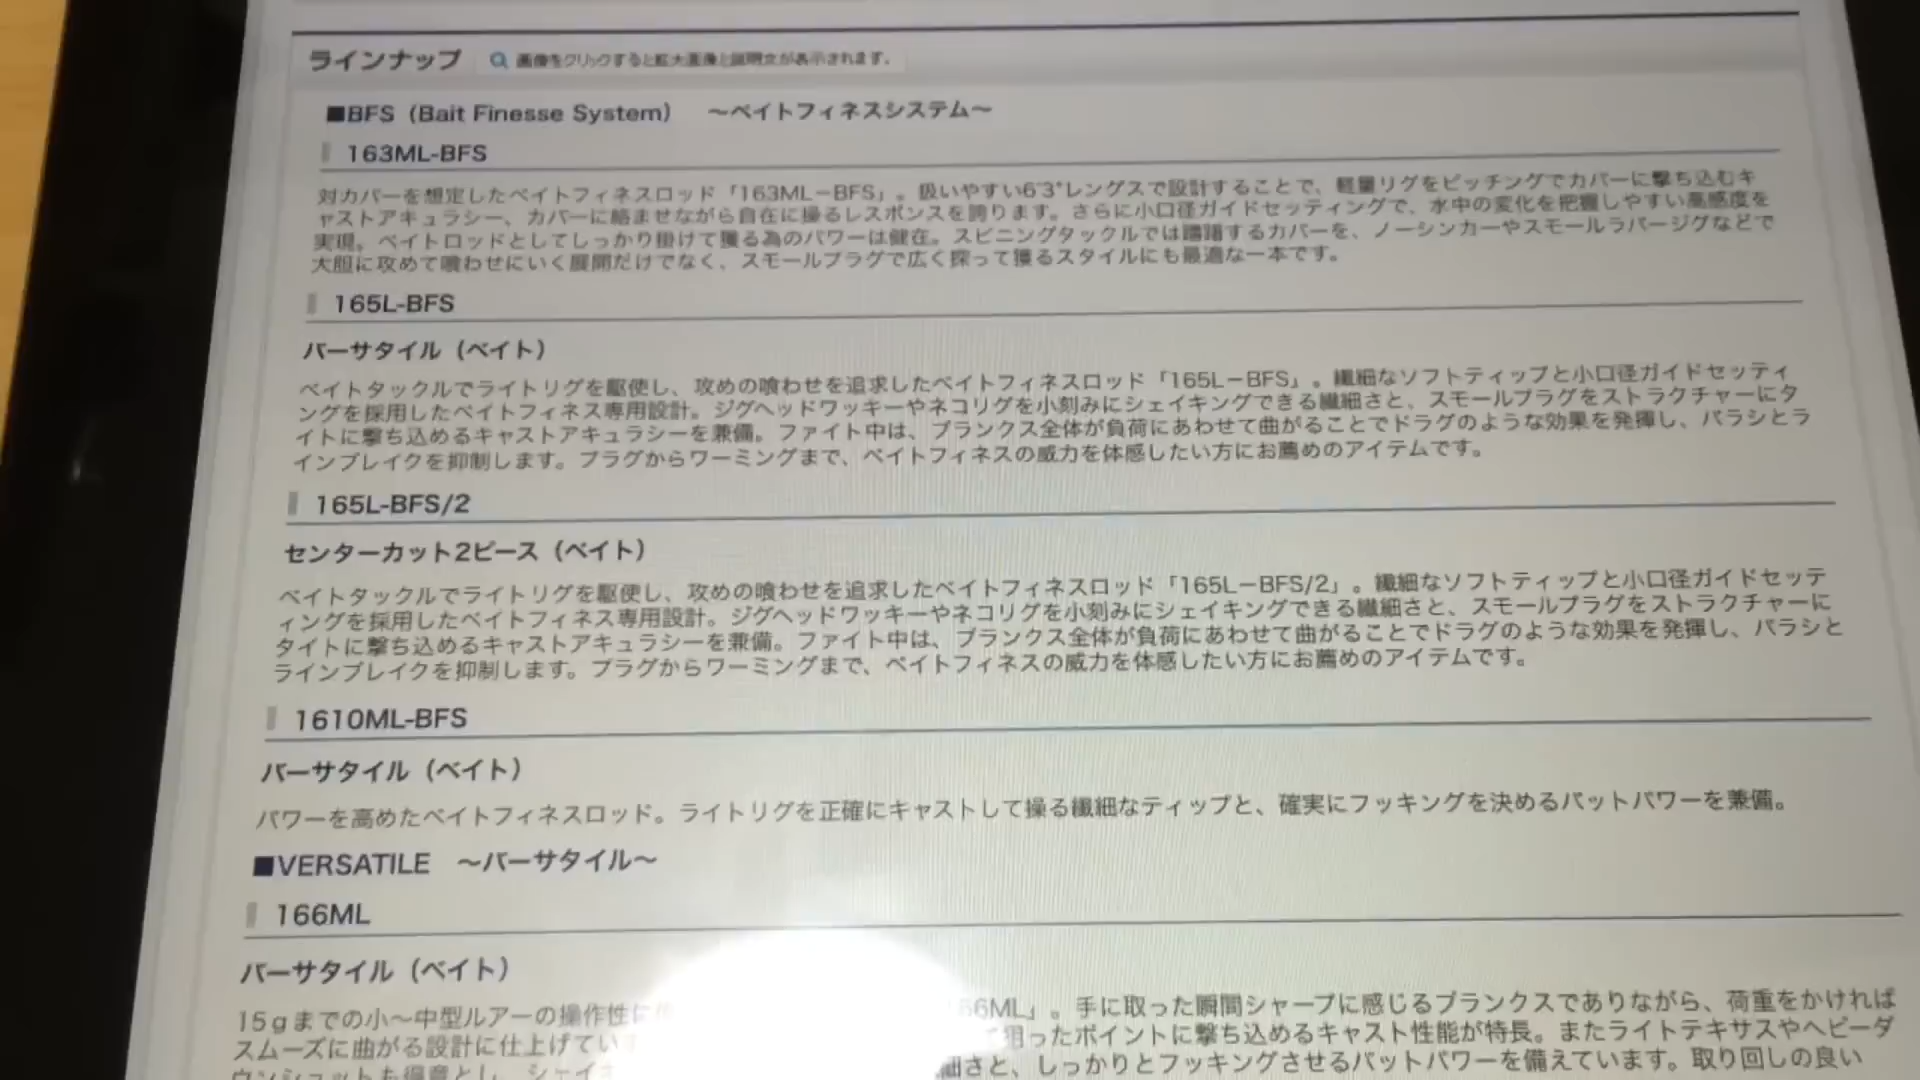 ラインナップ 画像をクリックすると拡大画像と説明文が表示されます。
■BFS（Bait Finesse System） ～ベイトフィネスシステム～
163ML-BFS
対カバーを想定したベイトフィネスロッド「163ML－BFS」。扱いやすい6'3"レングスで設計することで、軽量リグをピッチングでカバーに撃ち込むキ
ャストアキュラシー、カバーに絡ませながら自在に操るレスポンスを誇ります。さらに小口径ガイドセッティングで、水中の変化を把握しやすい高感度を
実現。ベイトロッドとしてしっかり掛けて獲る為のパワーは健在。スピニングタックルでは躊躇するカバーを、ノーシンカーやスモールラバージグなどで
大胆に攻めて喰わせにいく展開だけでなく、スモールプラグで広く探って獲るスタイルにも最適な一本です。
165L-BFS
バーサタイル（ベイト）
ベイトタックルでライトリグを駆使し、攻めの喰わせを追求したベイトフィネスロッド「165L－BFS」。繊細なソフトティップと小口径ガイドセッティ
ングを採用したベイトフィネス専用設計。ジグヘッドワッキーやネコリグを小刻みにシェイキングできる繊細さと、スモールプラグをストラクチャーにタ
イトに撃ち込めるキャストアキュラシーを兼備。ファイト中は、ブランクス全体が負荷にあわせて曲がることでドラグのような効果を発揮し、バラシとラ
インブレイクを抑制します。プラグからワーミングまで、ベイトフィネスの威力を体感したい方にお薦めのアイテムです。
165L-BFS/2
センターカット2ピース（ベイト）
ベイトタックルでライトリグを駆使し、攻めの喰わせを追求したベイトフィネスロッド「165L－BFS/2」。繊細なソフトティップと小口径ガイドセッテ
ィングを採用したベイトフィネス専用設計。ジグヘッドワッキーやネコリグを小刻みにシェイキングできる繊細さと、スモールプラグをストラクチャーに
タイトに撃ち込めるキャストアキュラシーを兼備。ファイト中は、ブランクス全体が負荷にあわせて曲がることでドラグのような効果を発揮し、バラシと
ラインブレイクを抑制します。プラグからワーミングまで、ベイトフィネスの威力を体感したい方にお薦めのアイテムです。
1610ML-BFS
バーサタイル（ベイト）
パワーを高めたベイトフィネスロッド。ライトリグを正確にキャストして操る繊細なティップと、確実にフッキングを決めるバットパワーを兼備。
■VERSATILE ～バーサタイル～
166ML
バーサタイル（ベイト）
15gまでの小～中型ルアーの操作性に 66ML」。手に取った瞬間シャープに感じるブランクスでありながら、荷重をかければ
スムーズに曲がる設計に仕上げてい 狙ったポイントに撃ち込めるキャスト性能が特長。またライトテキサスやヘビーダ
ウンショットも得意とし、シェイ 細さと、しっかりとフッキングさせるバットパワーを備えています。取り回しの良い